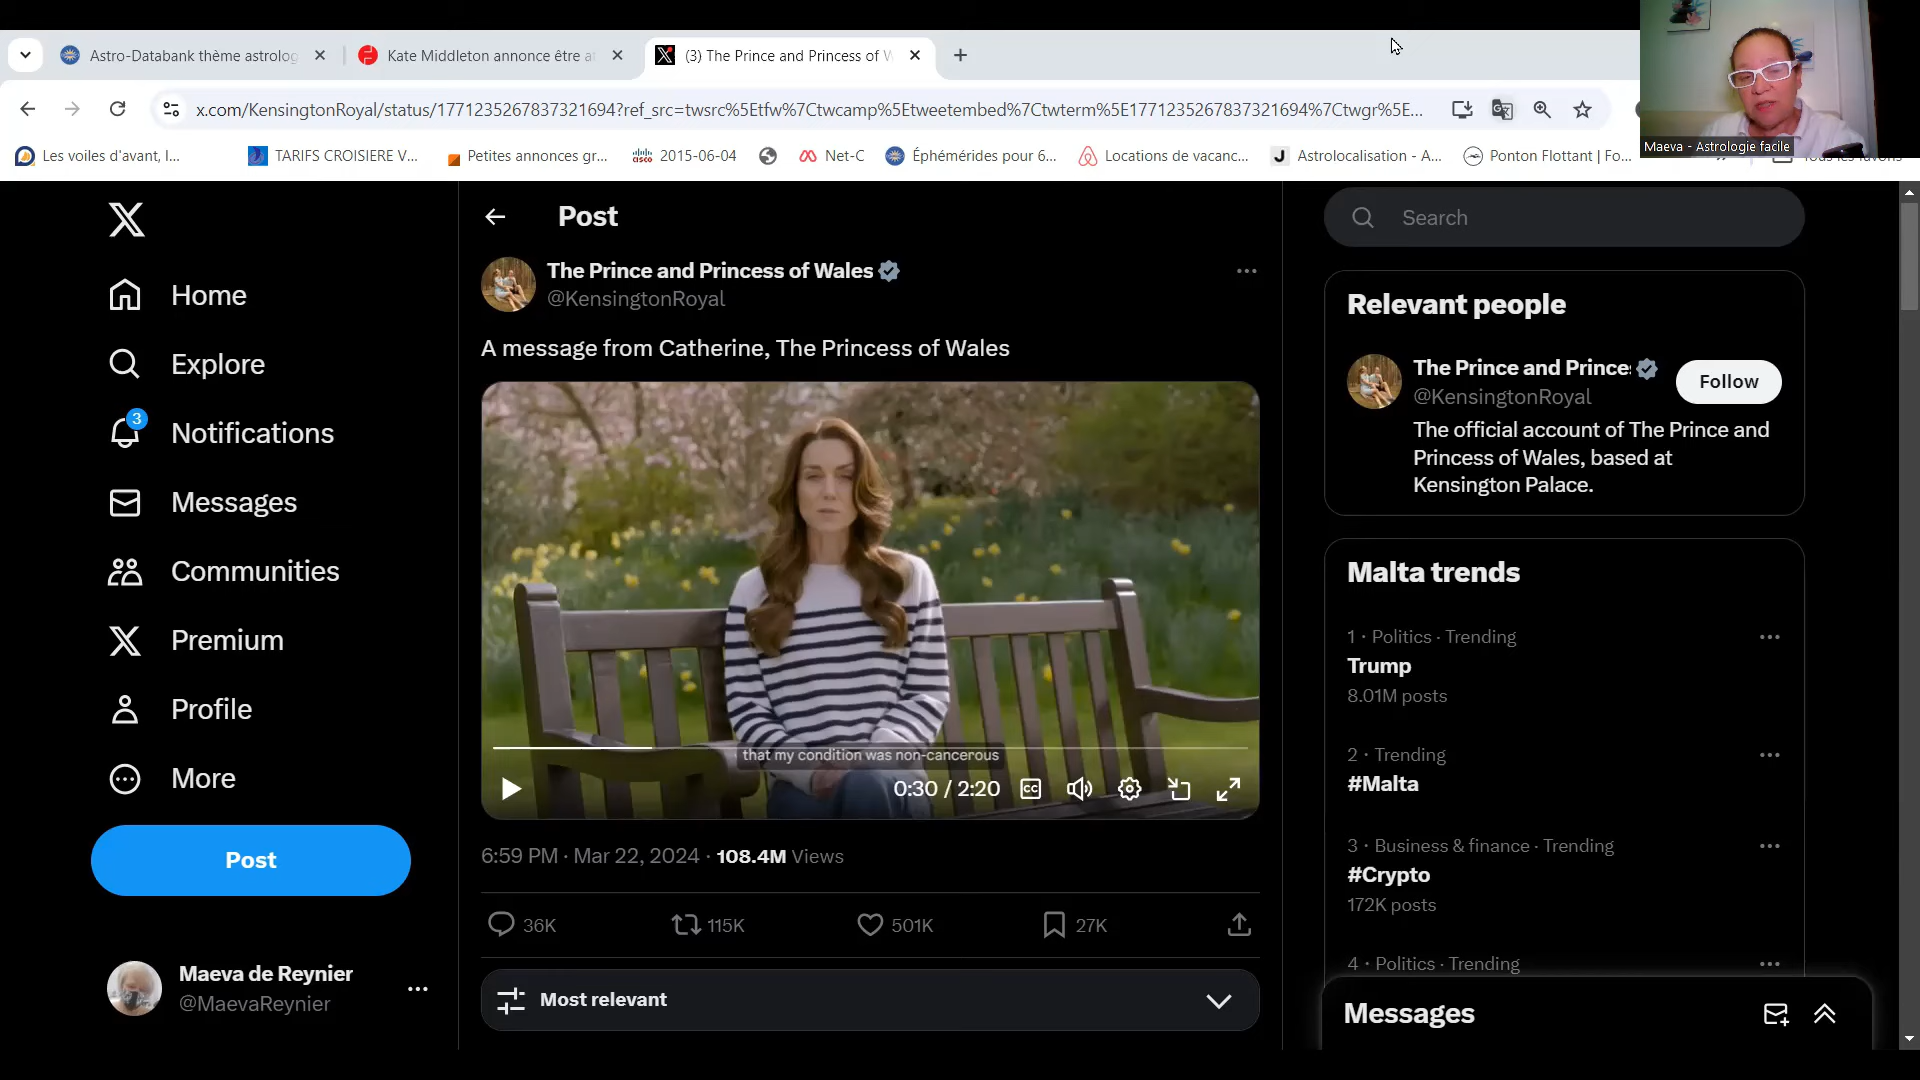 Astro-Databank thème astrolog
Kate Middleton annonce être at
(3) The Prince and Princess of W
x.com/KensingtonRoyal/status/1771235267837321694?ref_src=twsrc%5Etfw%7Ctwcamp%5Etweetembed%7Ctwterm%5E1771235267837321694%7Ctwgr%5E...
Maeva - Astrologie facile
Les voiles d'avant, l...
TARIFS CROISIERE V...
Petites annonces gr...
2015-06-04
Net-C
Éphémérides pour 6...
Locations de vacanc...
Astrolocalisation - A...
Ponton Flottant | Fo...
Home
Explore
3
Notifications
Messages
Communities
Premium
Profile
More
Post
Maeva de Reynier
@MaevaReynier
Post
The Prince and Princess of Wales
@KensingtonRoyal
A message from Catherine, The Princess of Wales
that my condition was non-cancerous
0:30 / 2:20
6:59 PM · Mar 22, 2024 · 108.4M Views
36K
115K
501K
27K
Most relevant
Search
Relevant people
The Prince and Princes
@KensingtonRoyal
Follow
The official account of The Prince and
Princess of Wales, based at
Kensington Palace.
Malta trends
1 · Politics · Trending
Trump
8.01M posts
2 · Trending
#Malta
3 · Business & finance · Trending
#Crypto
172K posts
4 · Politics · Trending
Messages